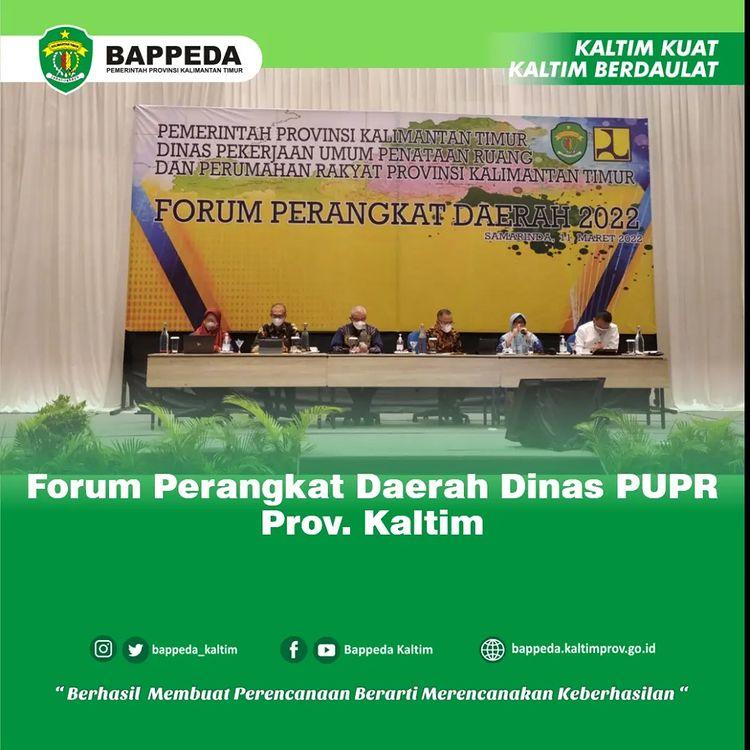 BAPPEDA
PEMERINTAH PROVINSI KALIMANTAN TIMUR
KALTIM KUAT
KALTIM BERDAULAT
PEMERINTAH PROVINSI KALIMANTAN TIMUR
DINAS PEKERJAAN UMUM PENATAAN RUANG
DAN PERUMAHAN RAKYAT PROVINSI KALIMANTAN TIMUR
FORUM PERANGKAT DAERAH 2022
SAMARINDA, 11 MARET 2022
Forum Perangkat Daerah Dinas PUPR
Prov. Kaltim
bappeda_kaltim
Bappeda Kaltim
bappeda.kaltimprov.go.id
“ Berhasil Membuat Perencanaan Berarti Merencanakan Keberhasilan “